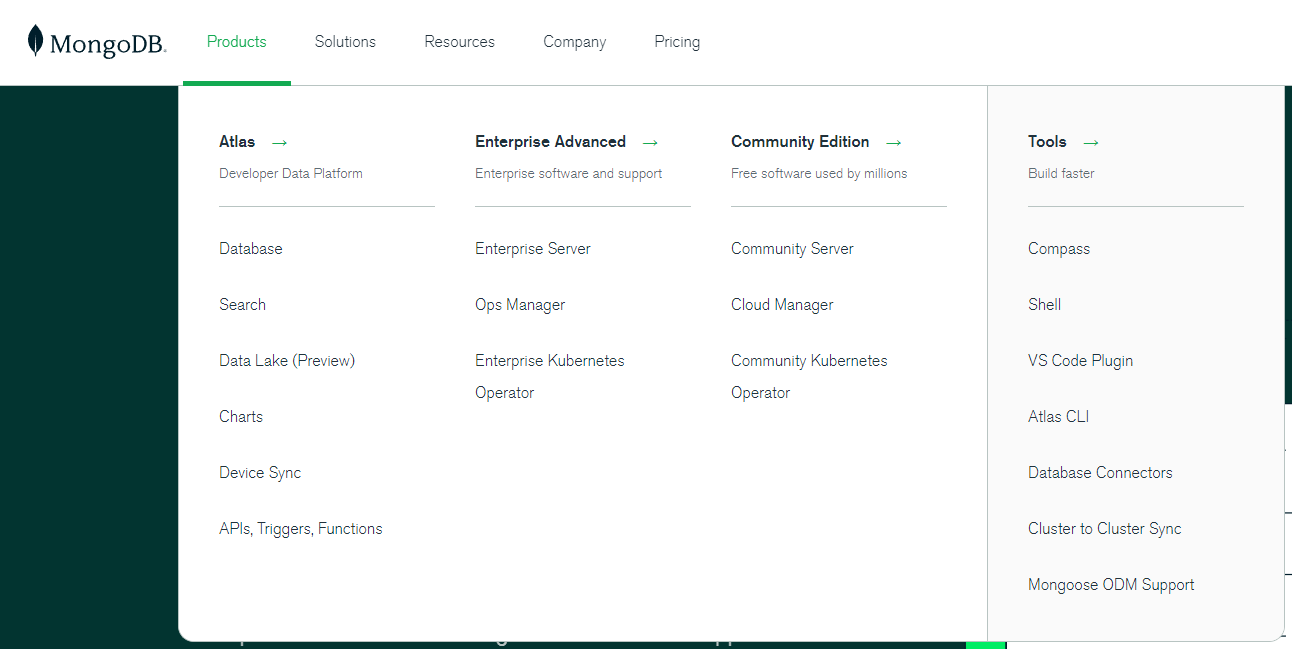 MongoDB.
Products
Solutions
Resources
Company
Pricing
Atlas →
Developer Data Platform
Database
Search
Data Lake (Preview)
Charts
Device Sync
APIs, Triggers, Functions
Enterprise Advanced →
Enterprise software and support
Enterprise Server
Ops Manager
Enterprise Kubernetes
Operator
Community Edition →
Free software used by millions
Community Server
Cloud Manager
Community Kubernetes
Operator
Tools →
Build faster
Compass
Shell
VS Code Plugin
Atlas CLI
Database Connectors
Cluster to Cluster Sync
Mongoose ODM Support